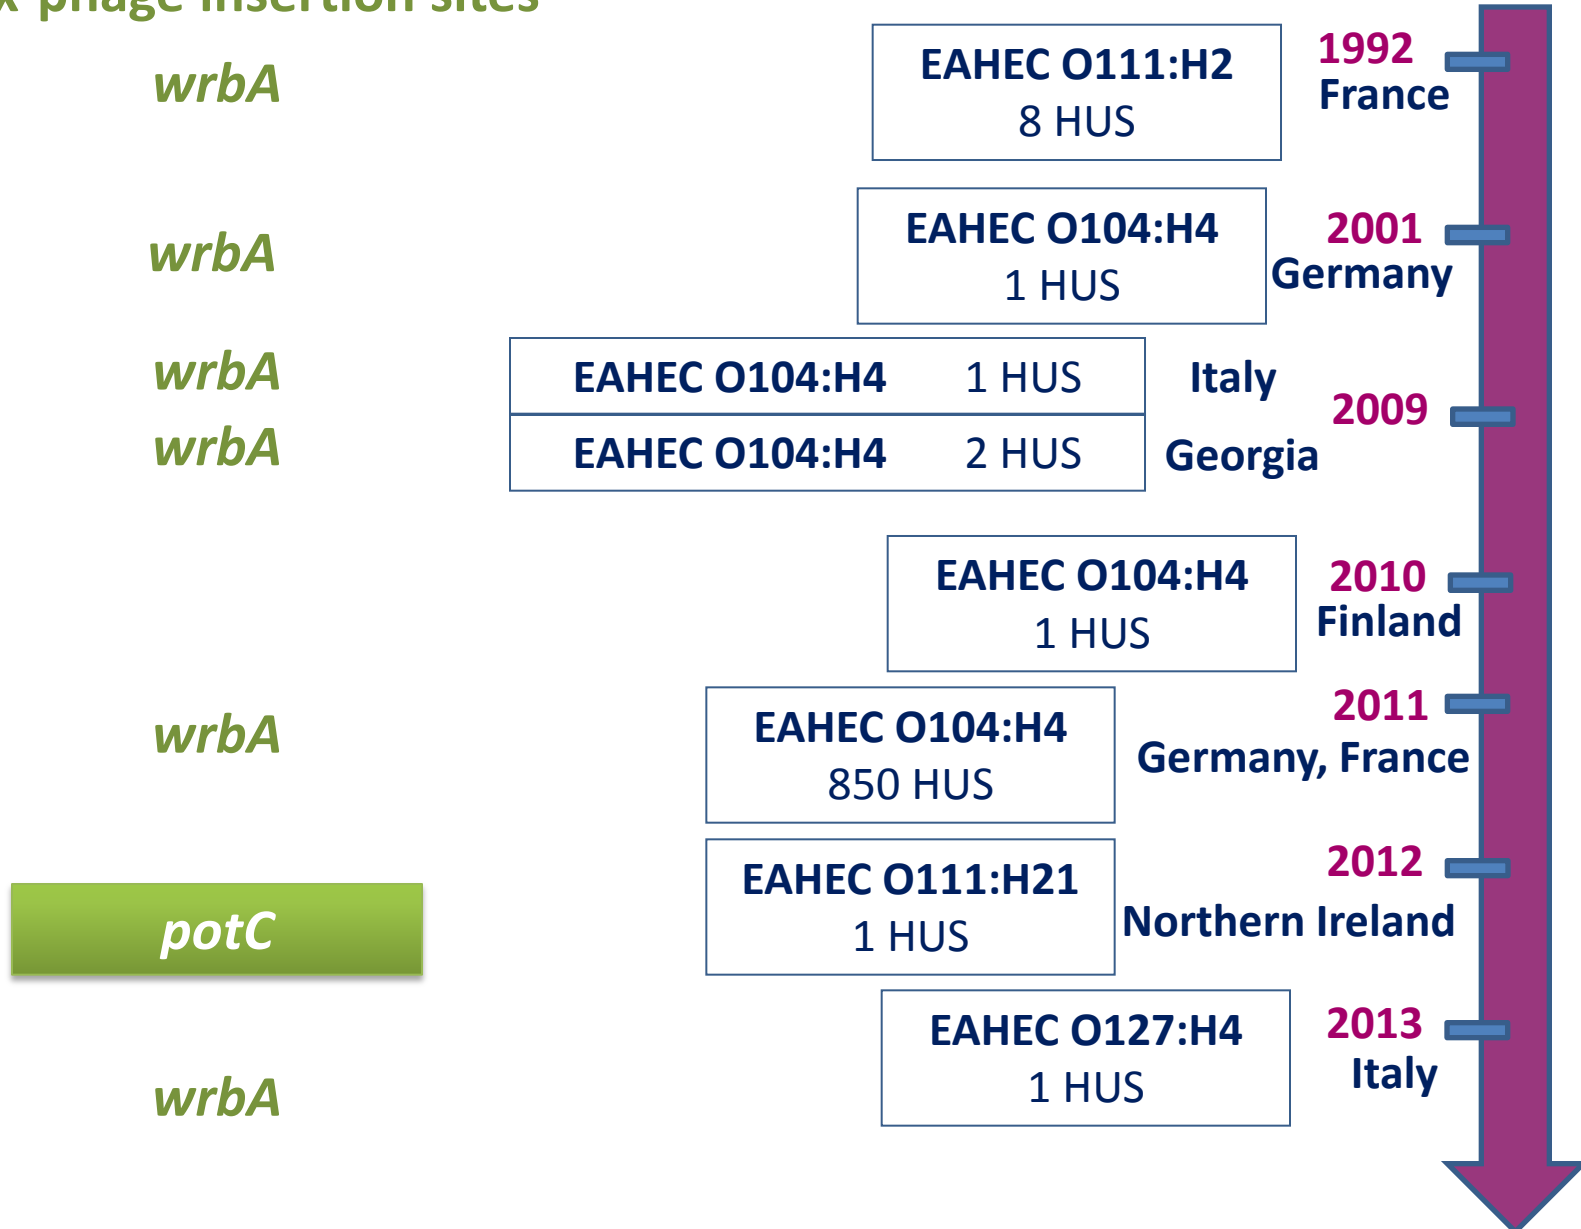 phage insertion sites
wrbA
EAHEC O111:H2
8 HUS
1992
France
wrbA
EAHEC O104:H4
1 HUS
2001
Germany
wrbA
EAHEC O104:H4 1 HUS
Italy
2009
wrbA
EAHEC O104:H4 2 HUS
Georgia
EAHEC O104:H4
1 HUS
2010
Finland
wrbA
EAHEC O104:H4
850 HUS
2011
Germany, France
potC
EAHEC O111:H21
1 HUS
2012
Northern Ireland
wrbA
EAHEC O127:H4
1 HUS
2013
Italy